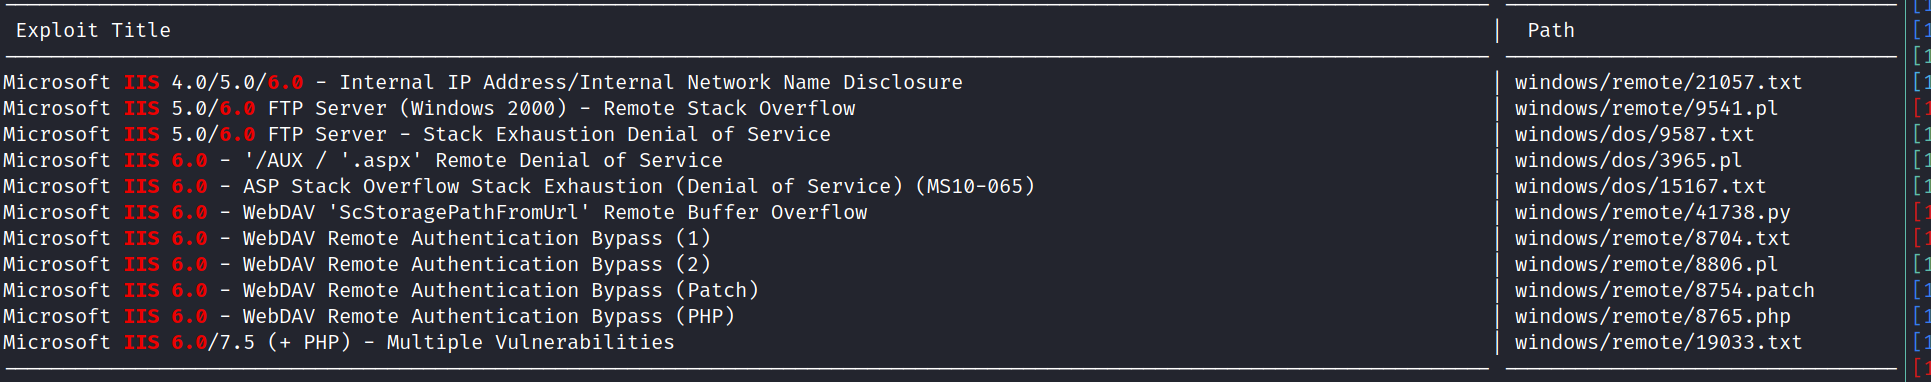 Exploit Title | Path
Microsoft IIS 4.0/5.0/6.0 - Internal IP Address/Internal Network Name Disclosure | windows/remote/21057.txt
Microsoft IIS 5.0/6.0 FTP Server (Windows 2000) - Remote Stack Overflow | windows/remote/9541.pl
Microsoft IIS 5.0/6.0 FTP Server - Stack Exhaustion Denial of Service | windows/dos/9587.txt
Microsoft IIS 6.0 - '/AUX / '.aspx' Remote Denial of Service | windows/dos/3965.pl
Microsoft IIS 6.0 - ASP Stack Overflow Stack Exhaustion (Denial of Service) (MS10-065) | windows/dos/15167.txt
Microsoft IIS 6.0 - WebDAV 'ScStoragePathFromUrl' Remote Buffer Overflow | windows/remote/41738.py
Microsoft IIS 6.0 - WebDAV Remote Authentication Bypass (1) | windows/remote/8704.txt
Microsoft IIS 6.0 - WebDAV Remote Authentication Bypass (2) | windows/remote/8806.pl
Microsoft IIS 6.0 - WebDAV Remote Authentication Bypass (Patch) | windows/remote/8754.patch
Microsoft IIS 6.0 - WebDAV Remote Authentication Bypass (PHP) | windows/remote/8765.php
Microsoft IIS 6.0/7.5 (+ PHP) - Multiple Vulnerabilities | windows/remote/19033.txt